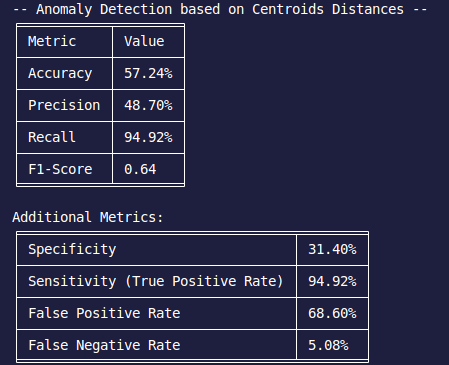 -- Anomaly Detection based on Centroids Distances --
Metric Value
Accuracy 57.24%
Precision 48.70%
Recall 94.92%
F1-Score 0.64
Additional Metrics:
Specificity 31.40%
Sensitivity (True Positive Rate) 94.92%
False Positive Rate 68.60%
False Negative Rate 5.08%